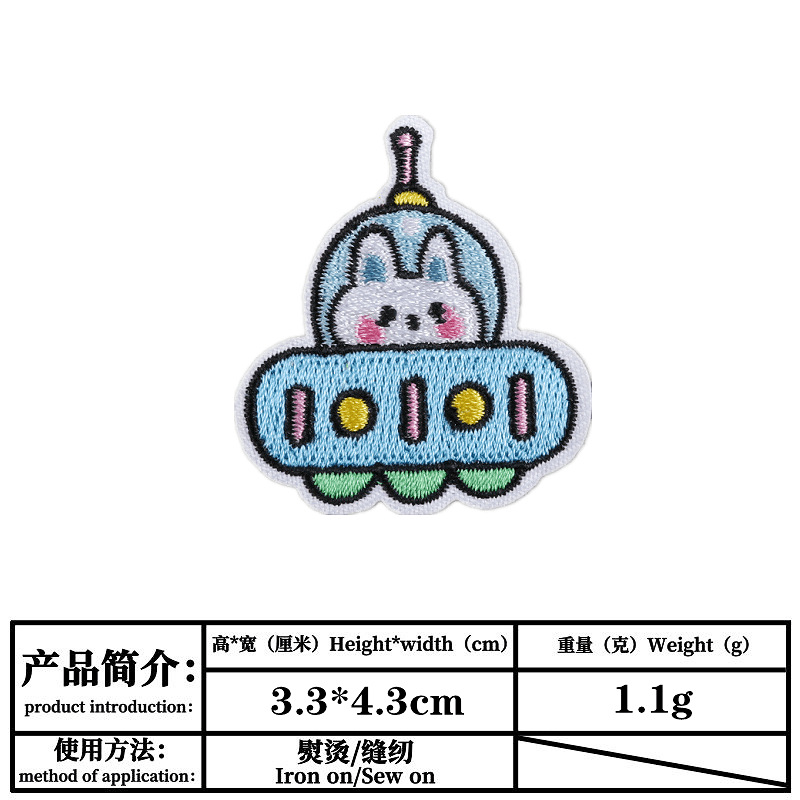 产品简介：
product introduction：
高*宽（厘米）Height*width（cm）
重量（克）Weight（g）
3.3*4.3cm
1.1g
使用方法：
method of application：
熨烫/缝纫
Iron on/Sew on